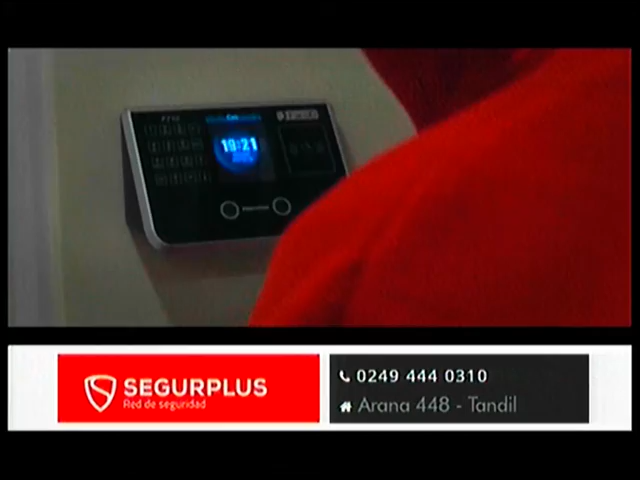 19:21
SEGURPLUS
Red de seguridad
0249 444 0310
Arana 448 - Tandil